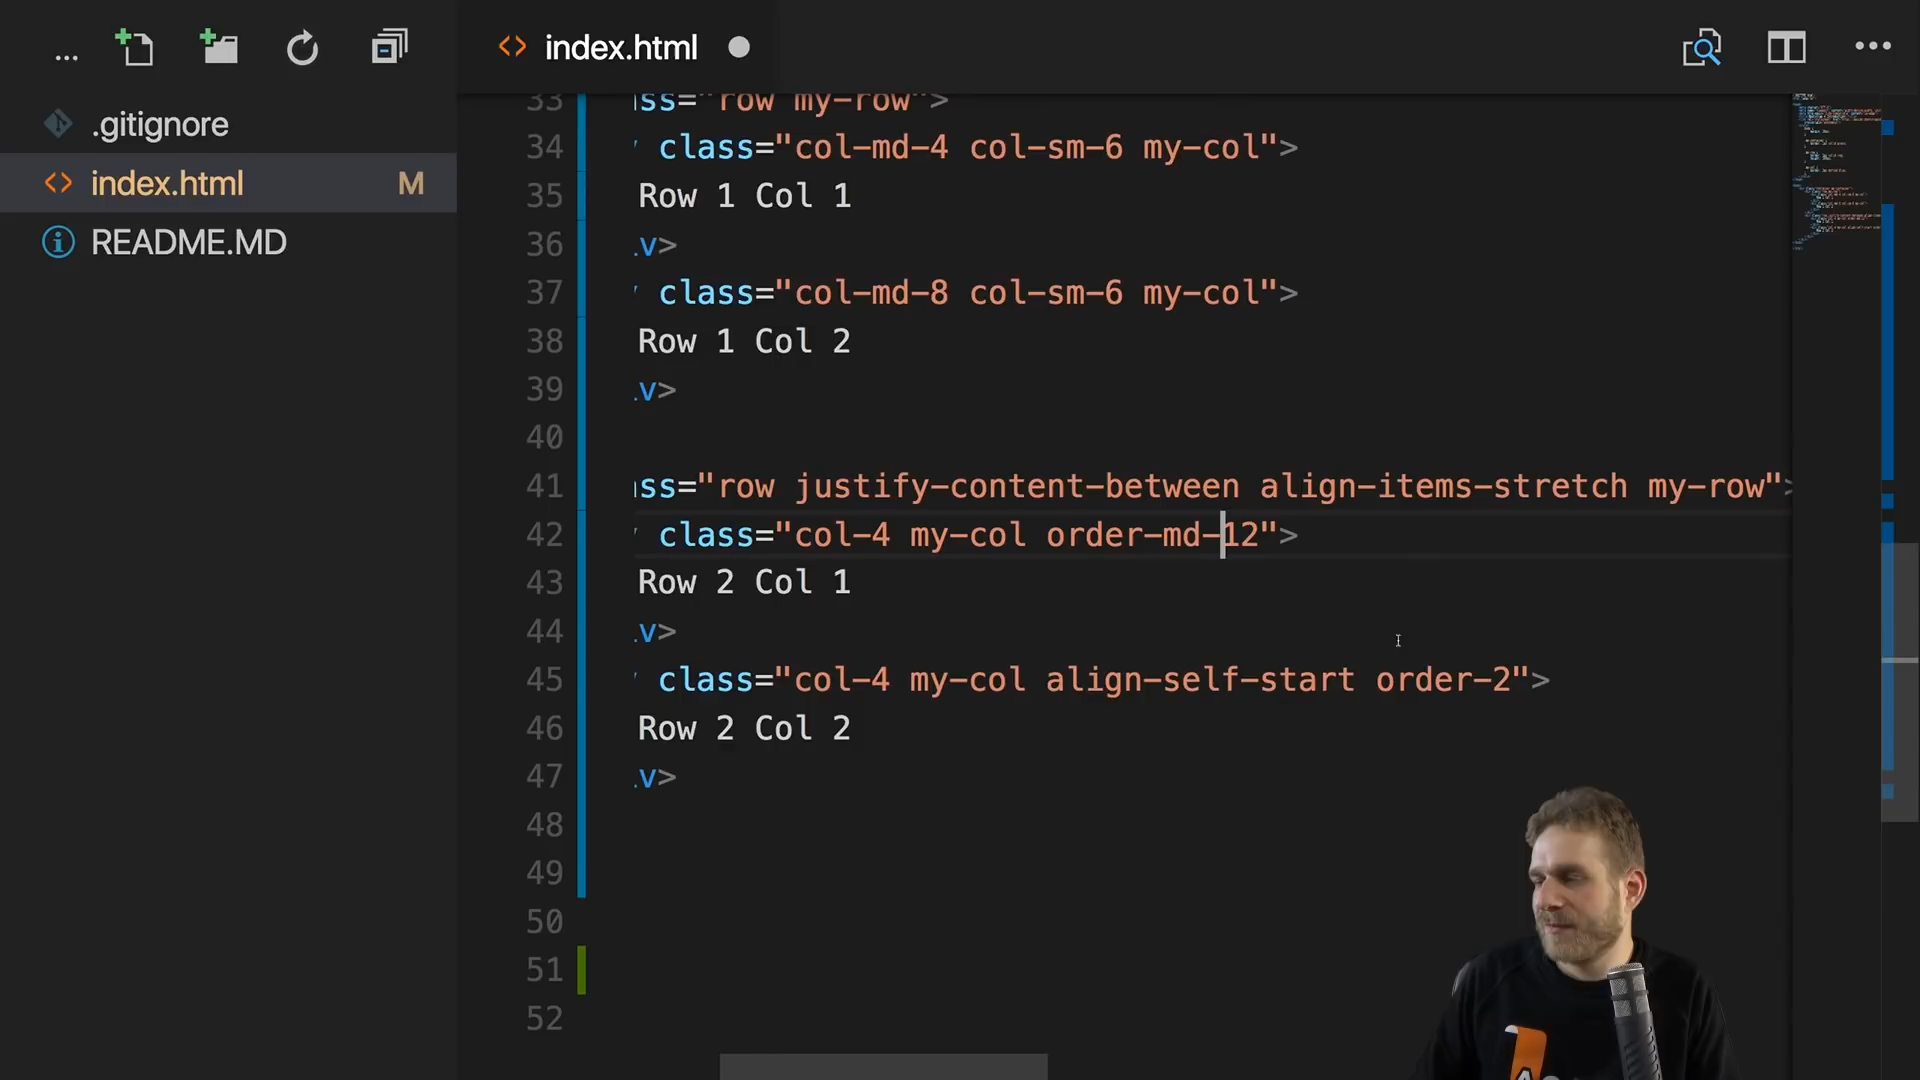 ...
index.html
...
.gitignore
index.html M
README.MD
33 ss="row my-row">
34 class="col-md-4 col-sm-6 my-col">
35 Row 1 Col 1
36 v>
37 class="col-md-8 col-sm-6 my-col">
38 Row 1 Col 2
39 v>
40
41 ss="row justify-content-between align-items-stretch my-row">
42 class="col-4 my-col order-md-12">
43 Row 2 Col 1
44 v>
45 class="col-4 my-col align-self-start order-2">
46 Row 2 Col 2
47 v>
48
49
50
51
52